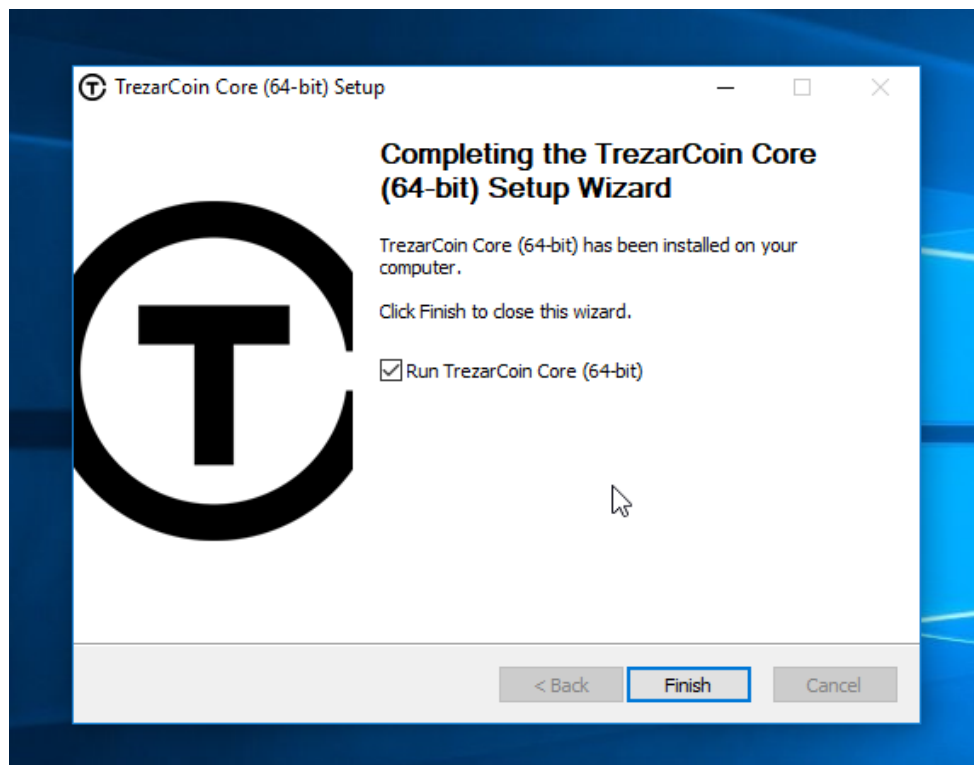 TrezarCoin Core (64-bit) Setup
Completing the TrezarCoin Core
(64-bit) Setup Wizard
TrezarCoin Core (64-bit) has been installed on your
computer.
Click Finish to close this wizard.
Run TrezarCoin Core (64-bit)
T
< Back Finish Cancel